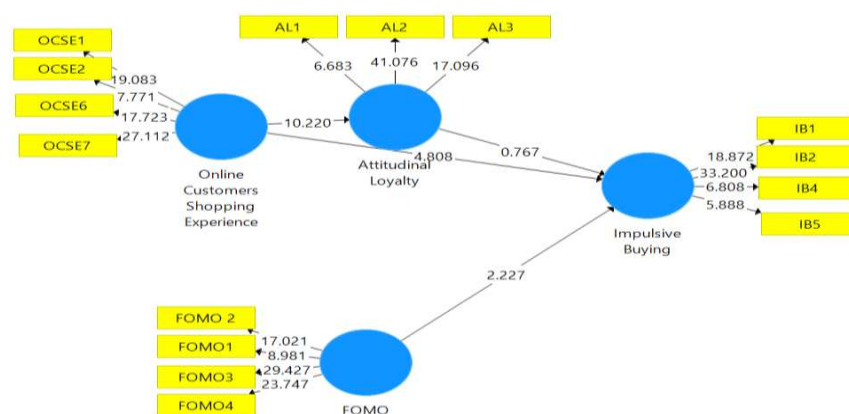 AL1
AL2
AL3
OCSE1
OCSE2
OCSE6
OCSE7
19.083
7.771
17.723
27.112
6.683
41.076
17.096
10.220
4.808
0.767
Online
Customers
Shopping
Experience
Attitudinal
Loyalty
IB1
IB2
IB4
IB5
18.872
33.200
6.808
5.888
Impulsive
Buying
2.227
FOMO 2
FOMO1
FOMO3
FOMO4
17.021
8.981
29.427
23.747
FOMO